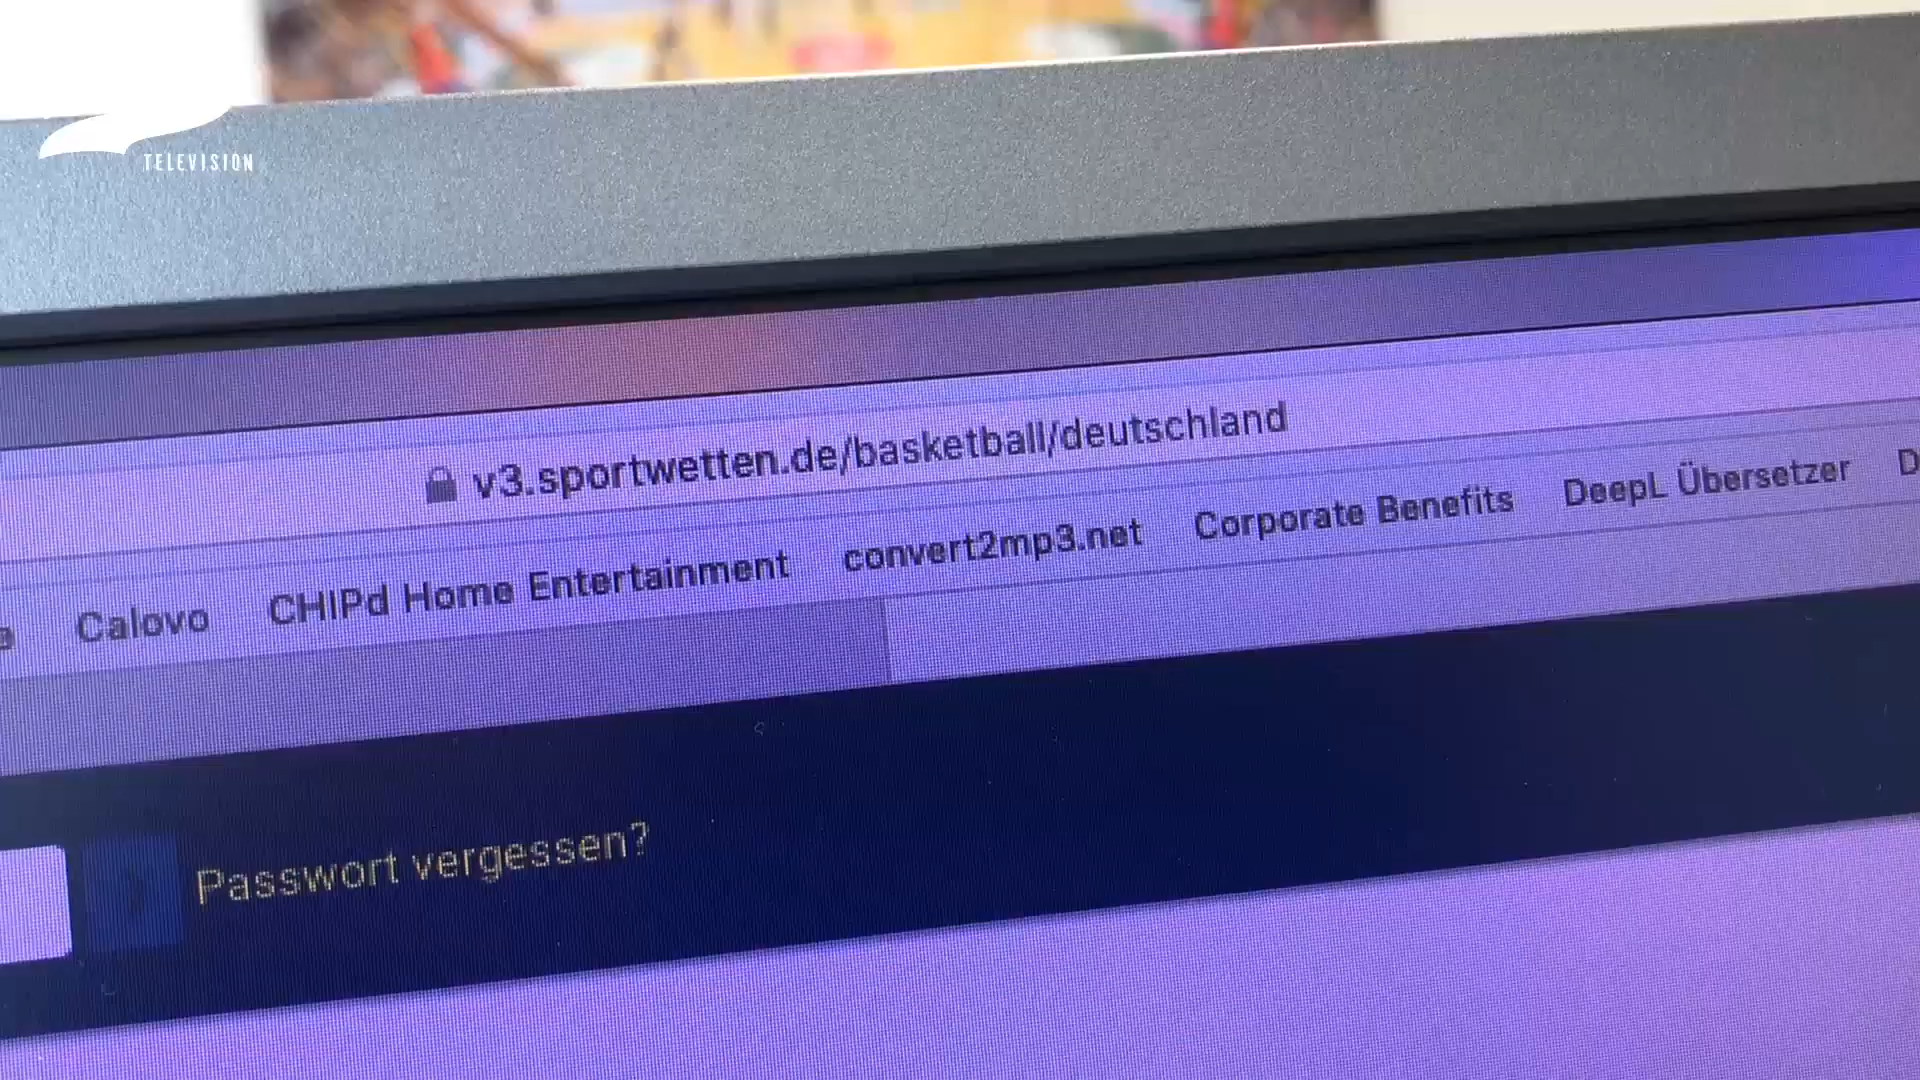 TELEVISION
v3.sportwetten.de/basketball/deutschland
Calovo CHIPd Home Entertainment convert2mp3.net Corporate Benefits DeepL Übersetzer
Passwort vergessen?